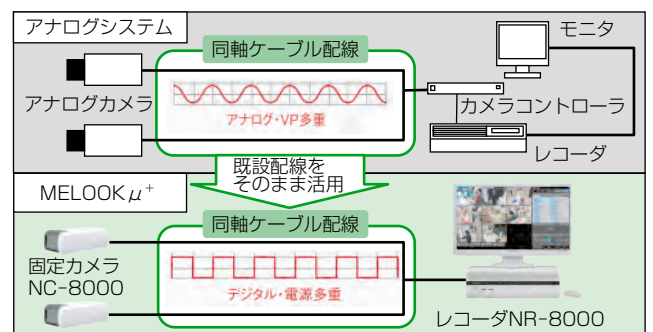 アナログシステム
同軸ケーブル配線
モニタ
アナログカメラ
アナログ・VP多重
カメラコントローラ
レコーダ
既設配線を
そのまま活用
MELOOKμ+
同軸ケーブル配線
固定カメラ
NC-8000
デジタル・電源多重
レコーダNR-8000